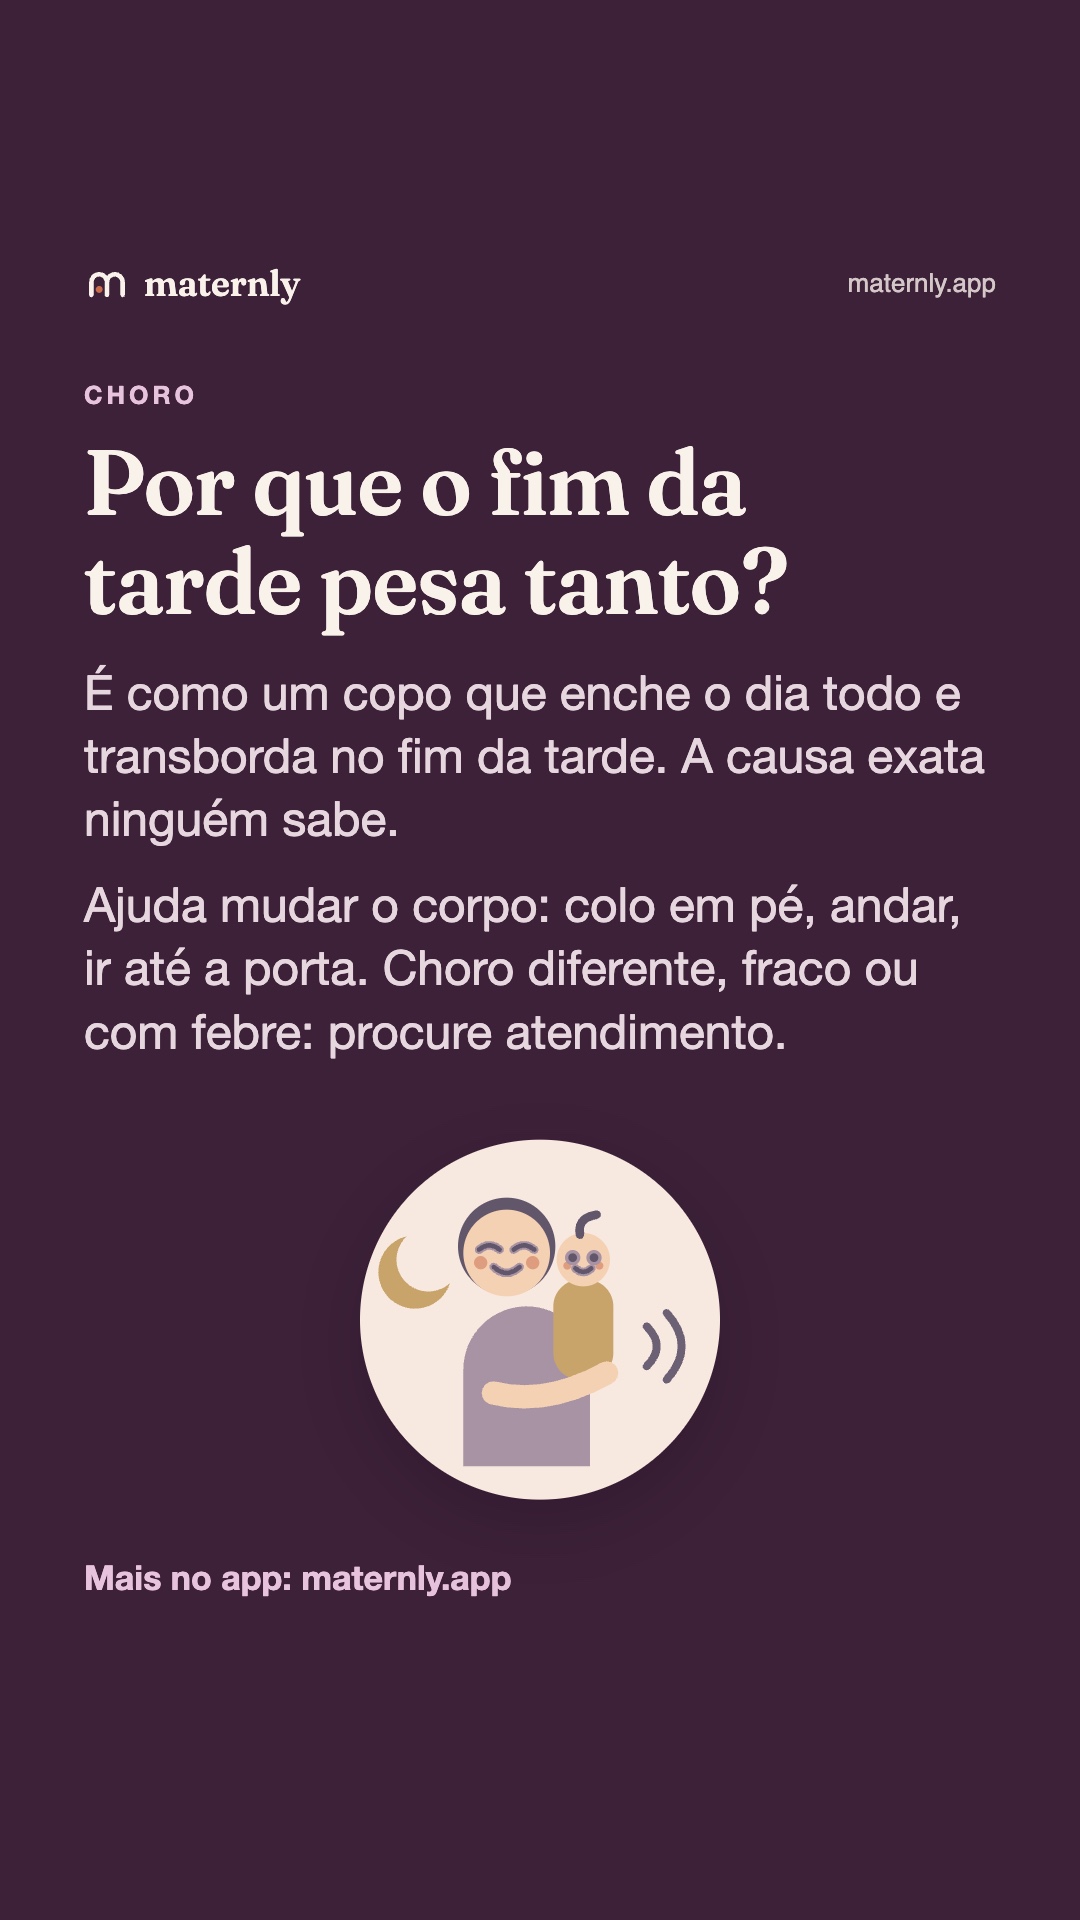 maternly
maternly.app
CHORO
Por que o fim da
tarde pesa tanto?
É como um copo que enche o dia todo e
transborda no fim da tarde. A causa exata
ninguém sabe.
Ajuda mudar o corpo: colo em pé, andar,
ir até a porta. Choro diferente, fraco ou
com febre: procure atendimento.
Mais no app: maternly.app